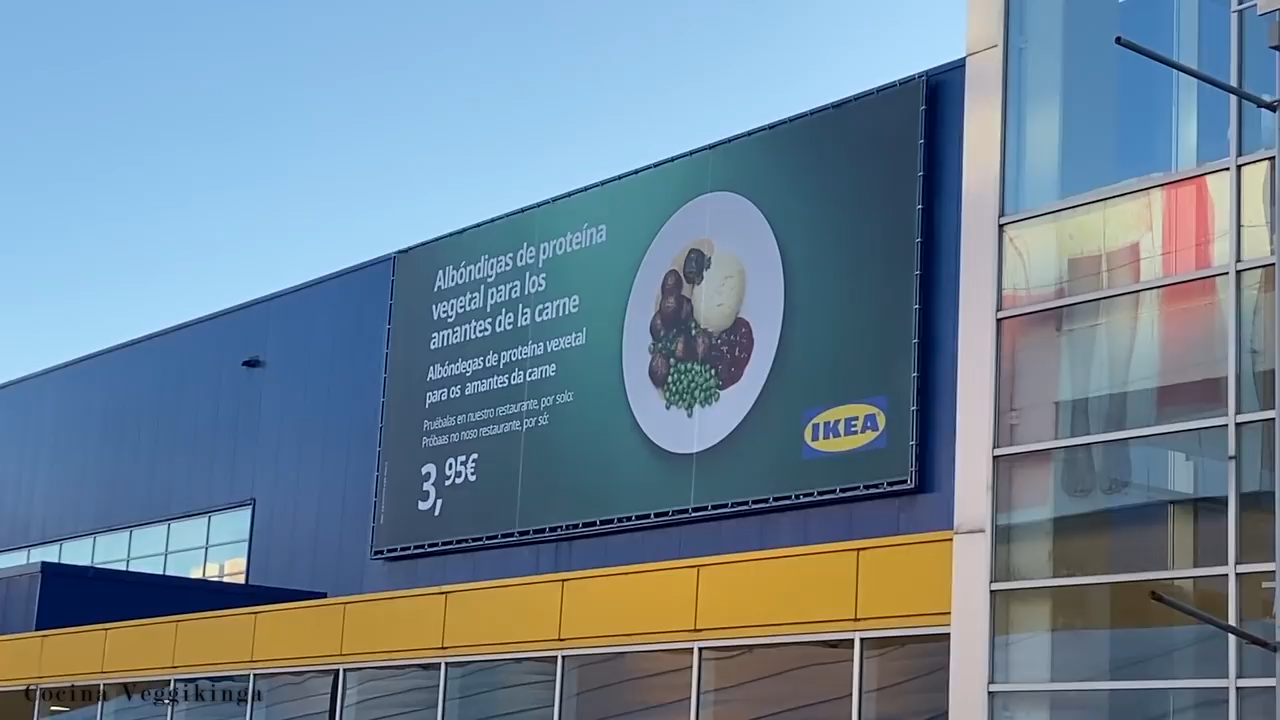 Albóndigas de proteína
vegetal para los
amantes de la carne
Albóndegas de proteína vexetal
para os amantes da carne
Pruébalas en nuestro restaurante, por solo:
Próbaas no noso restaurante, por só:
3,95€
IKEA
Cocina Veggikinga